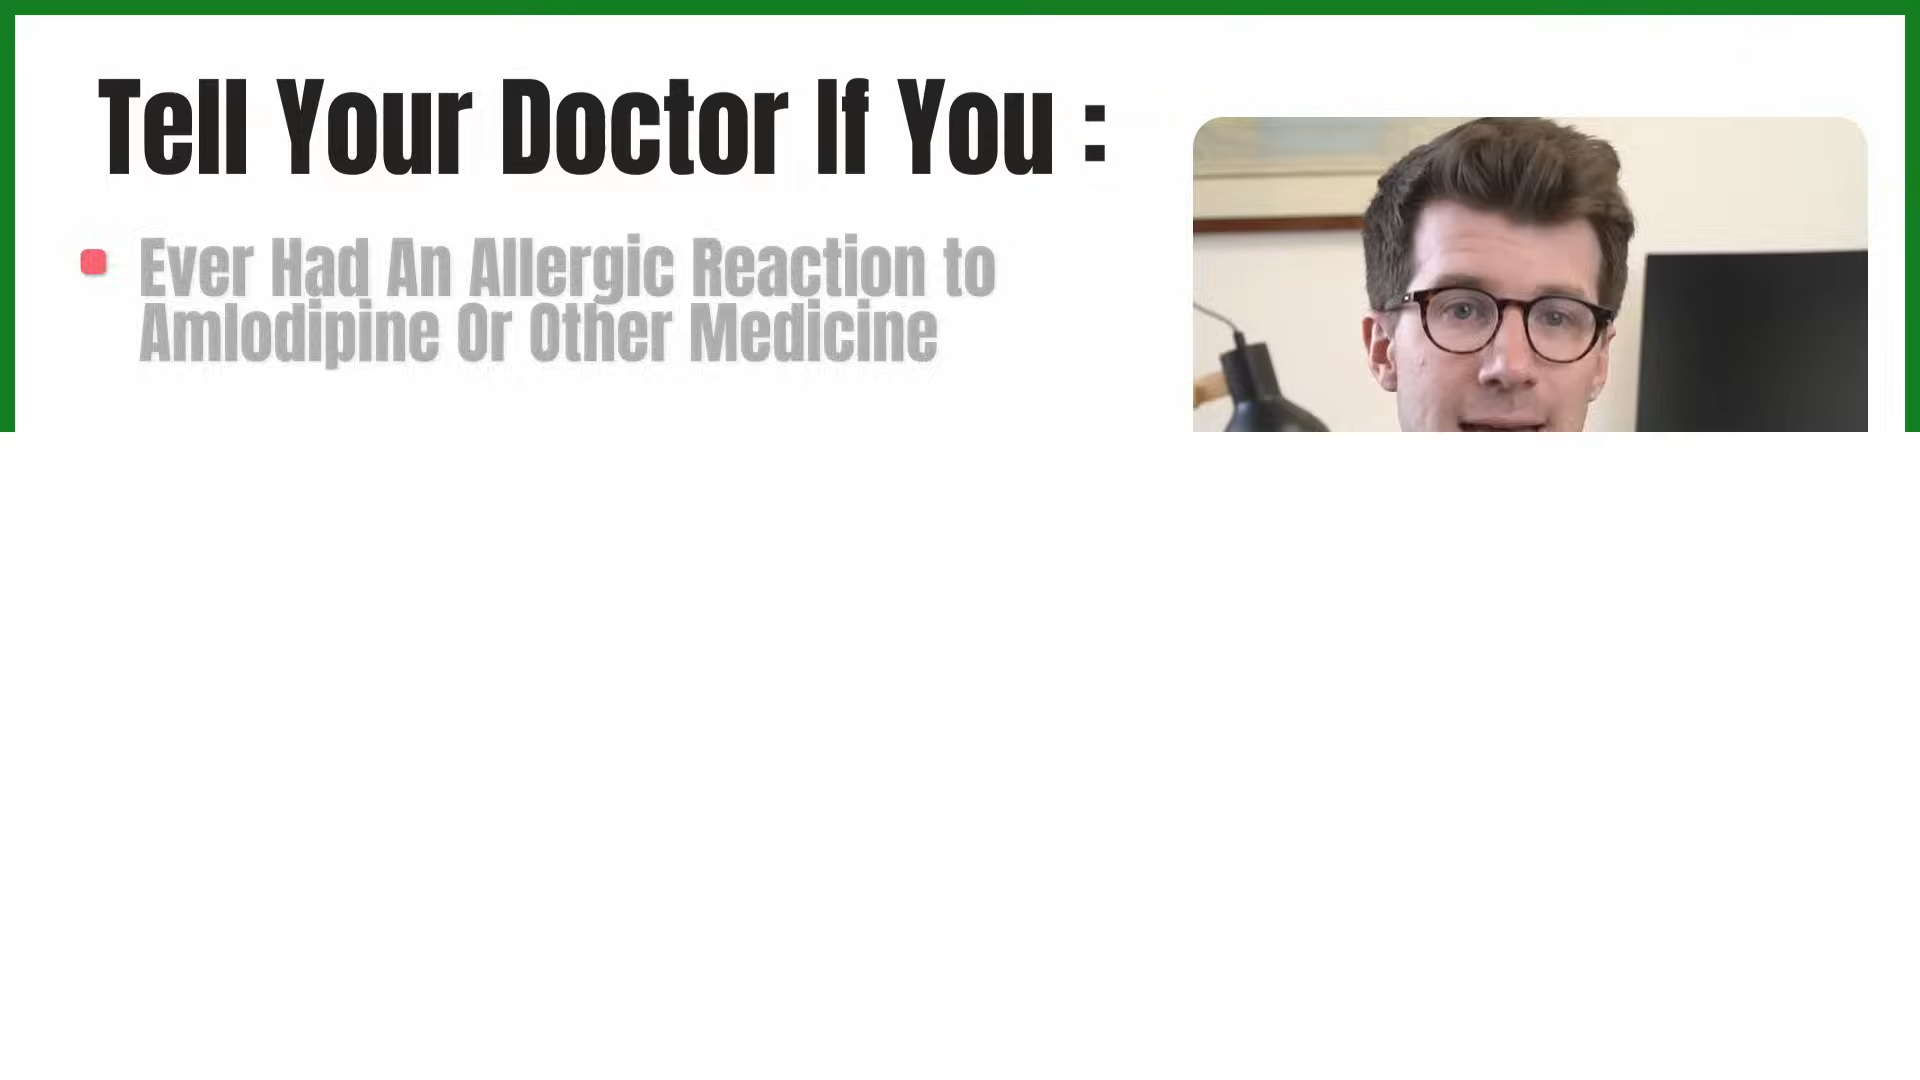 Tell Your Doctor If You :
Ever Had An Allergic Reaction to
Amlodipine Or Other Medicine